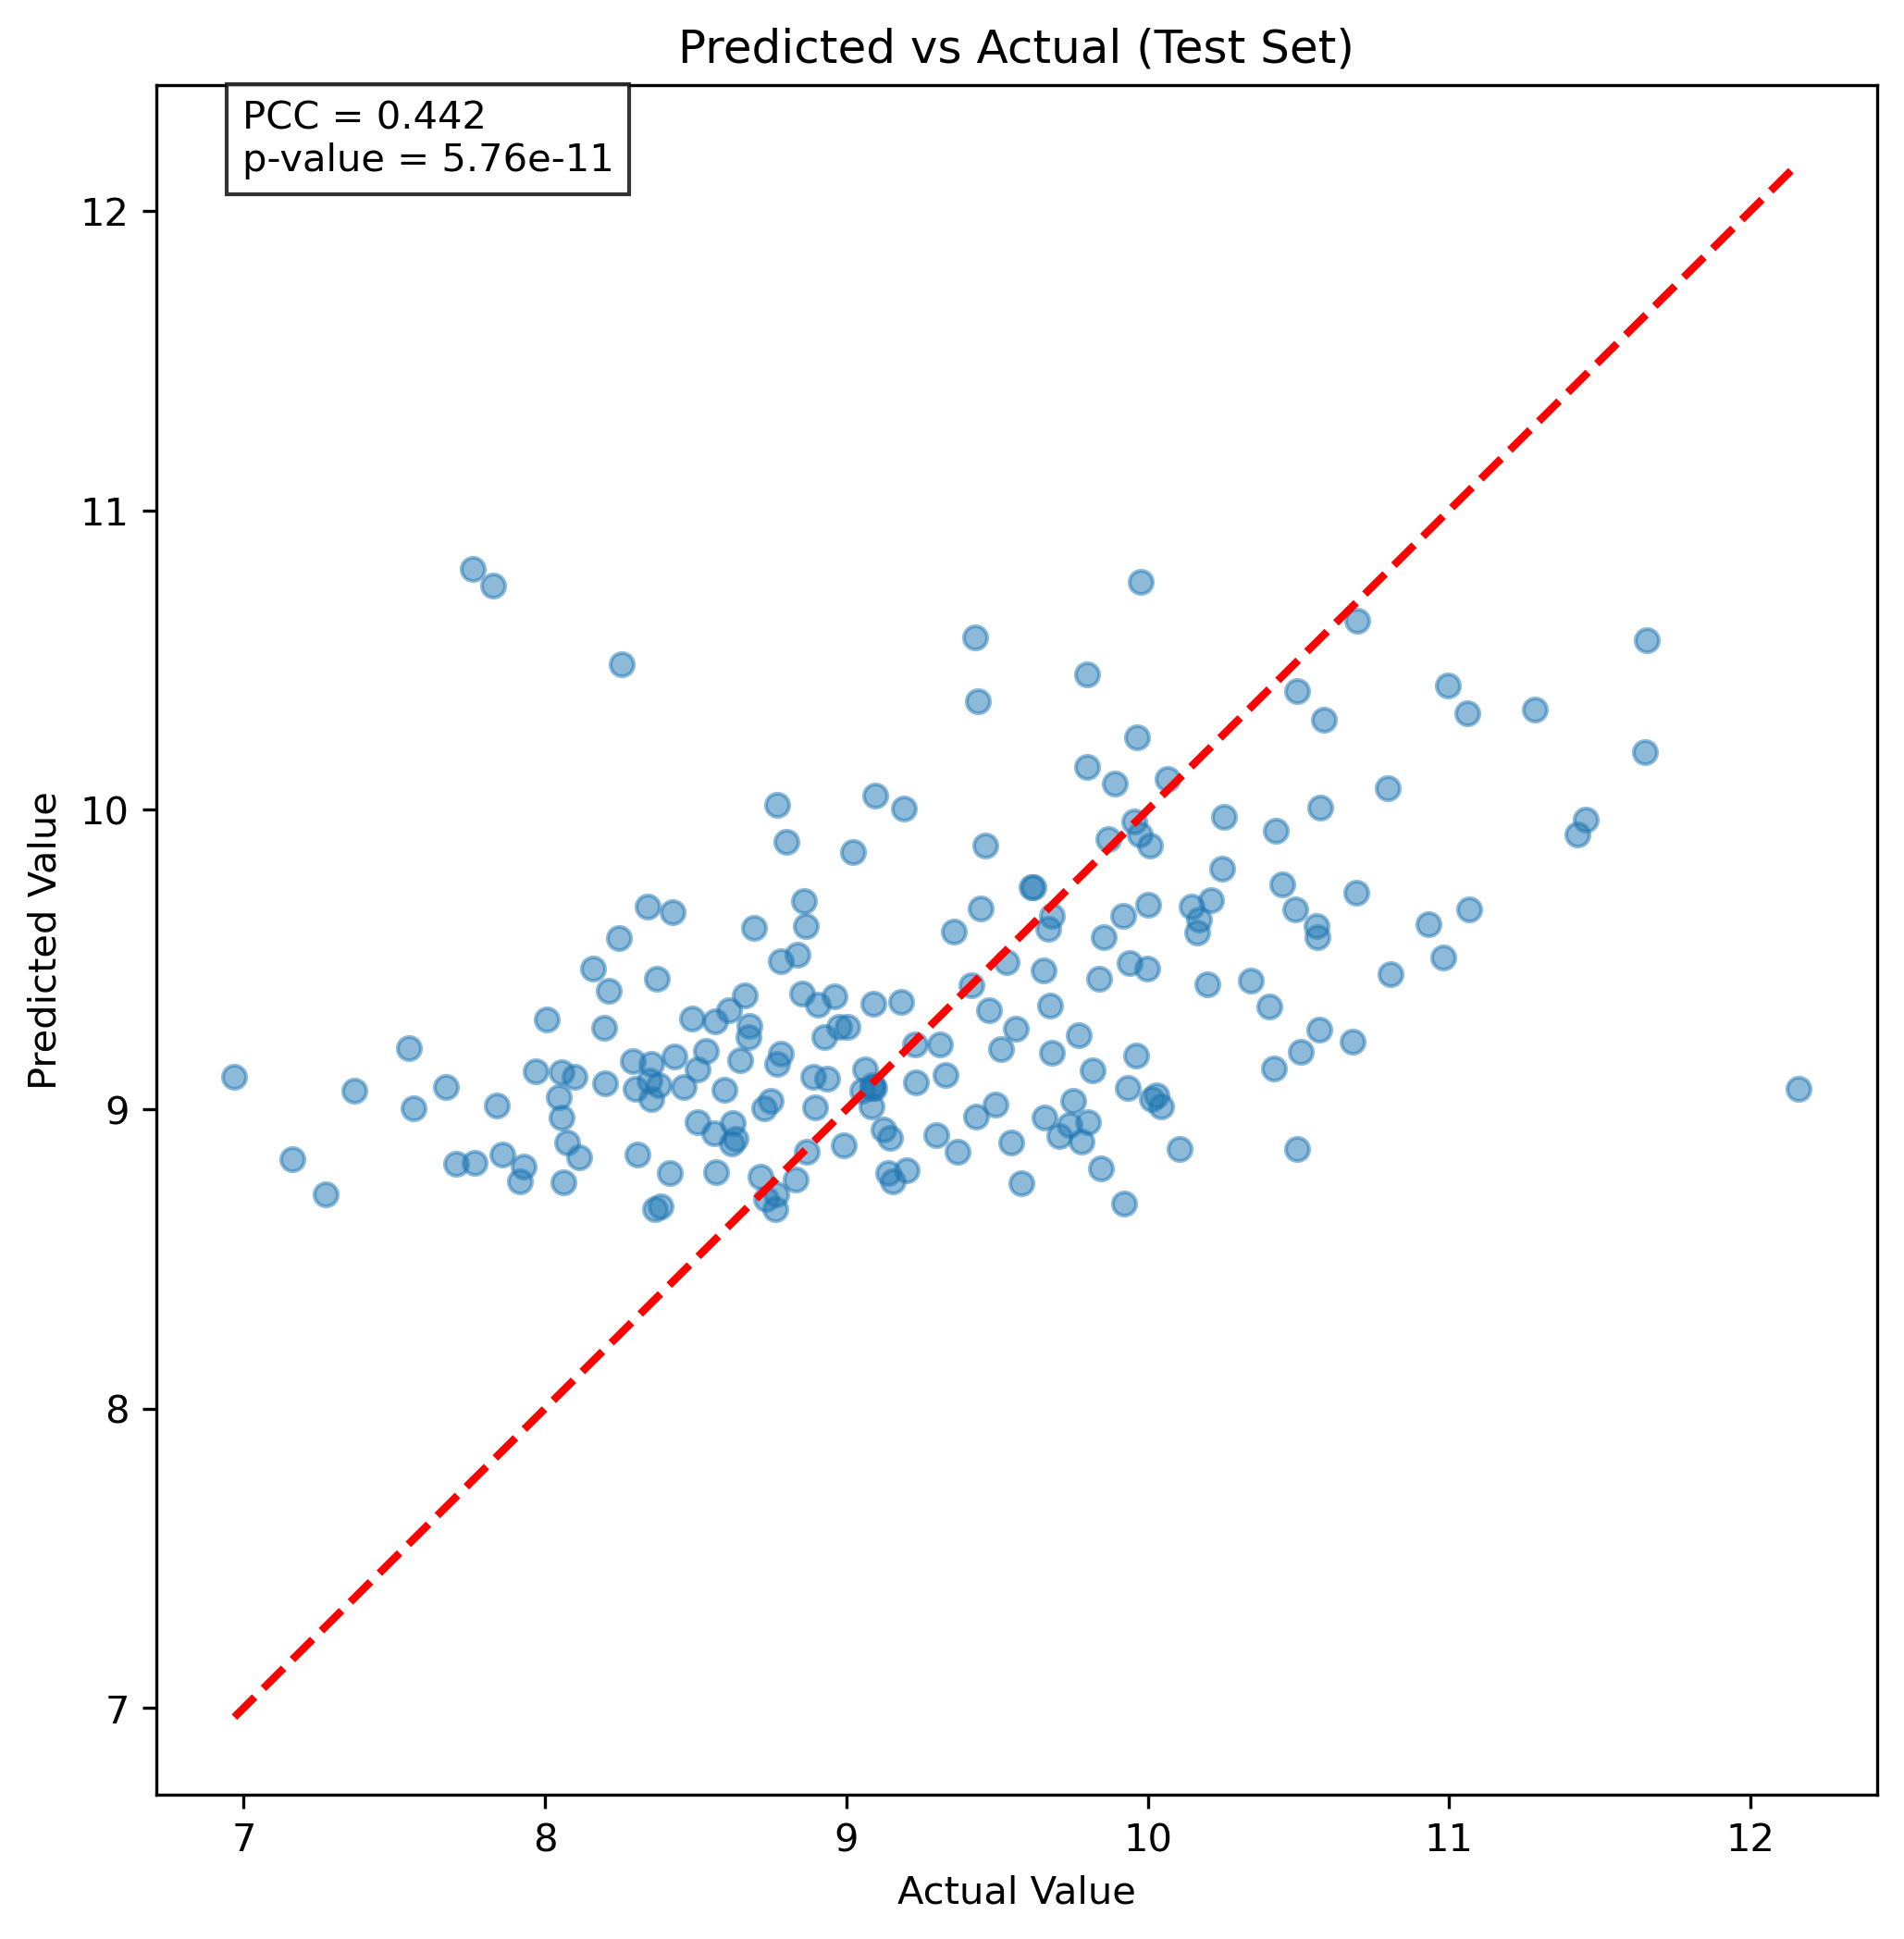 Predicted vs Actual (Test Set)
PCC = 0.442
p-value = 5.76e-11
12
11
10
9
8
7
Predicted Value
7 8 9 10 11 12
Actual Value